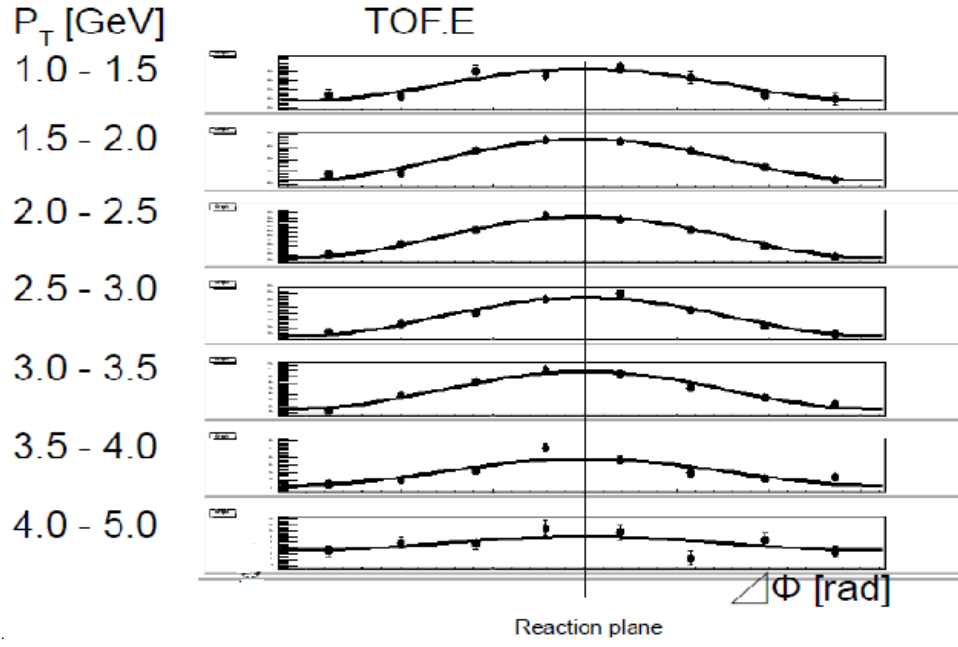 P_T [GeV] TOF.E
1.0 - 1.5
1.5 - 2.0
2.0 - 2.5
2.5 - 3.0
3.0 - 3.5
3.5 - 4.0
4.0 - 5.0
⊿Φ [rad]
Reaction plane